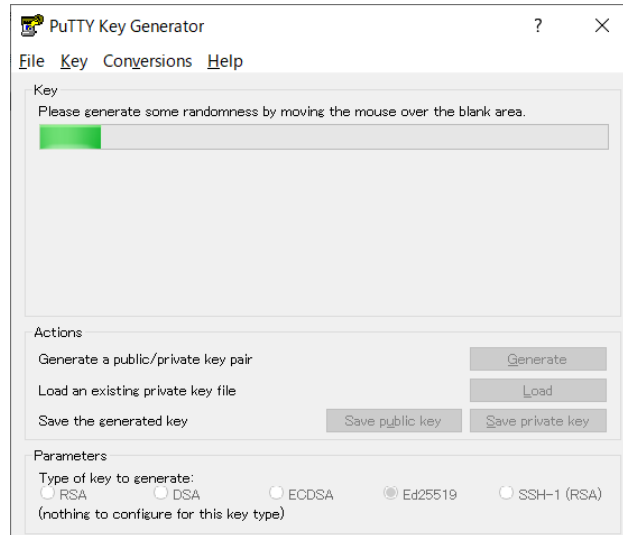 PuTTY Key Generator ? ×
File Key Conversions Help
Key
Please generate some randomness by moving the mouse over the blank area.
Actions
Generate a public/private key pair Generate
Load an existing private key file Load
Save the generated key Save public key Save private key
Parameters
Type of key to generate:
RSA DSA ECDSA Ed25519 SSH-1 (RSA)
(nothing to configure for this key type)